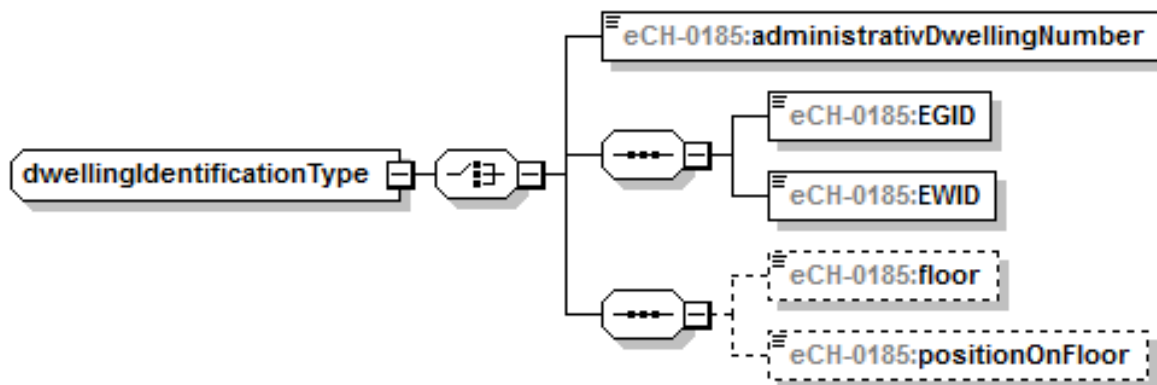 eCH-0185:administrativDwellingNumber
eCH-0185:EGID
dwellingIdentificationType
eCH-0185:EWID
eCH-0185:floor
eCH-0185:positionOnFloor